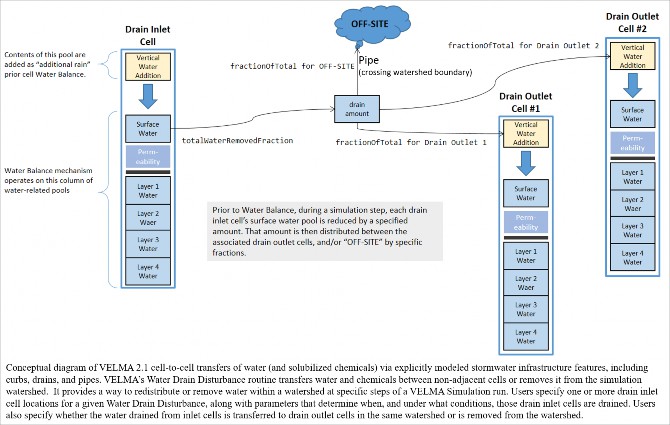 Drain Inlet
Cell
Contents of this pool are
added as "additional rain"
prior cell Water Balance.
Vertical
Water
Addition
Surface
Water
Perm-
eability
Water Balance mechanism
operates on this column of
water-related pools
Layer 1
Water
Layer 2
Waer
Layer 3
Water
Layer 4
Water
totalWaterRemovedFraction
OFF-SITE
fractionOfTotal for OFF-SITE
Pipe
(crossing watershed boundary)
drain
amount
fractionOfTotal for Drain Outlet 2
fractionOfTotal for Drain Outlet 1
Drain Outlet
Cell #1
Vertical
Water
Addition
Surface
Water
Perm-
eability
Layer 1
Water
Layer 2
Waer
Layer 3
Water
Layer 4
Water
Drain Outlet
Cell #2
Vertical
Water
Addition
Surface
Water
Perm-
eability
Layer 1
Water
Layer 2
Waer
Layer 3
Water
Layer 4
Water
Prior to Water Balance, during a simulation step, each drain
inlet cell's surface water pool is reduced by a specified
amount. That amount is then distributed between the
associated drain outlet cells, and/or "OFF-SITE" by specific
fractions.
Conceptual diagram of VELMA 2.1 cell-to-cell transfers of water (and solubilized chemicals) via explicitly modeled stormwater infrastructure features, including
curbs, drains, and pipes. VELMA's Water Drain Disturbance routine transfers water and chemicals between non-adjacent cells or removes it from the simulation
watershed. It provides a way to redistribute or remove water within a watershed at specific steps of a VELMA Simulation run. Users specify one or more drain inlet
cell locations for a given Water Drain Disturbance, along with parameters that determine when, and under what conditions, those drain inlet cells are drained. Users
also specify whether the water drained from inlet cells is transferred to drain outlet cells in the same watershed or is removed from the watershed.